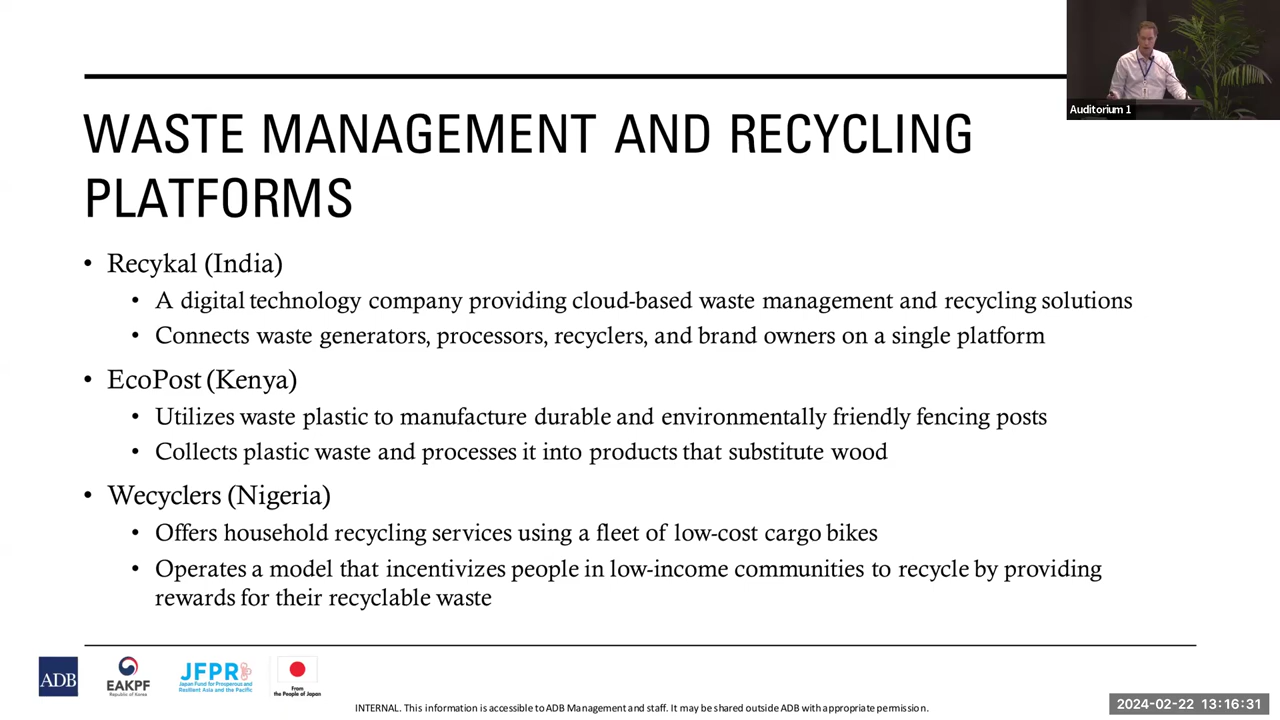 Auditorium 1
WASTE MANAGEMENT AND RECYCLING
PLATFORMS
• Recykal (India)
• A digital technology company providing cloud-based waste management and recycling solutions
• Connects waste generators, processors, recyclers, and brand owners on a single platform
• EcoPost (Kenya)
• Utilizes waste plastic to manufacture durable and environmentally friendly fencing posts
• Collects plastic waste and processes it into products that substitute wood
• Wecyclers (Nigeria)
• Offers household recycling services using a fleet of low-cost cargo bikes
• Operates a model that incentivizes people in low-income communities to recycle by providing
rewards for their recyclable waste
ADB
EAKPF
Republic of Korea
JFPR
Japan Fund for Prosperous and
Resilient Asia and the Pacific
From
the People of Japan
INTERNAL. This information is accessible to ADB Management and staff. It may be shared outside ADB with appropriate permission.
2024-02-22 13:16:31